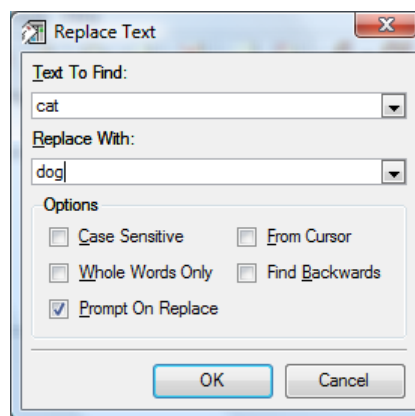 Replace Text
Text To Find:
cat
Replace With:
dog
Options
Case Sensitive
From Cursor
Whole Words Only
Find Backwards
Prompt On Replace
OK
Cancel